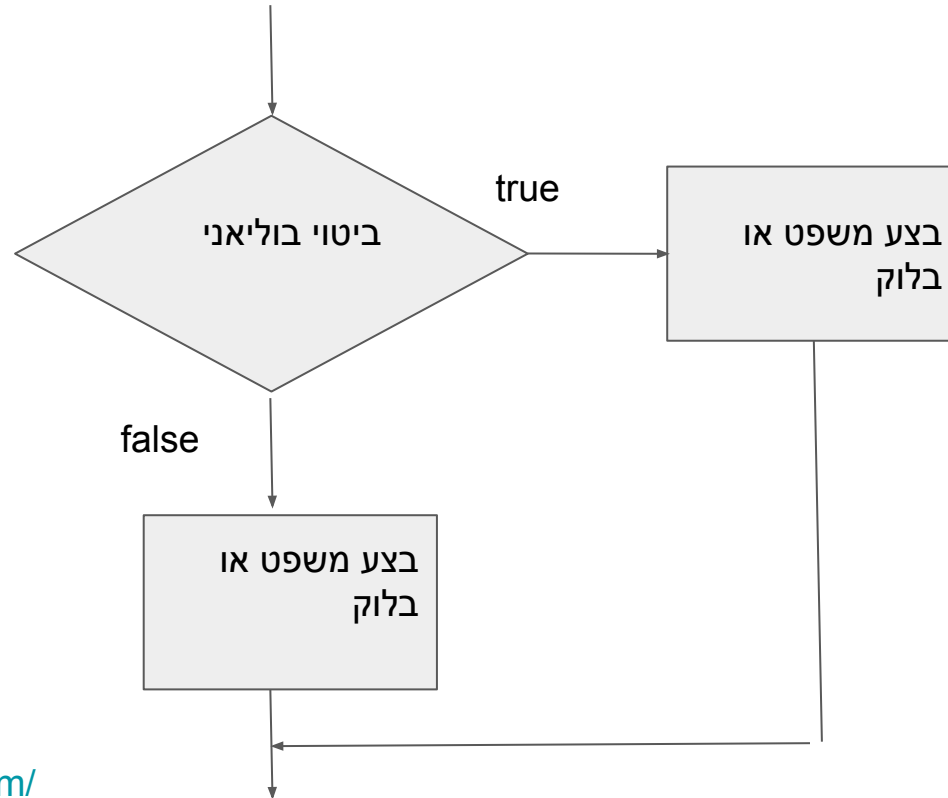 true
ביטוי בוליאני
בצע משפט או
בלוק
false
בצע משפט או
בלוק
m/